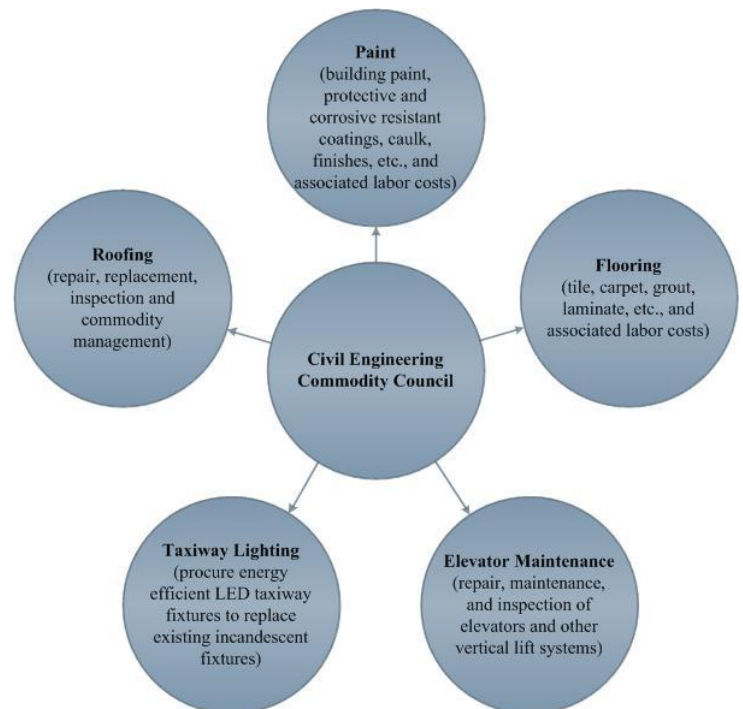 Paint
(building paint,
protective and
corrosive resistant
coatings, caulk,
finishes, etc., and
associated labor costs)
Roofing
(repair, replacement,
inspection and
commodity
management)
Flooring
(tile, carpet, grout,
laminate, etc., and
associated labor costs)
Civil Engineering
Commodity Council
Taxiway Lighting
(procure energy
efficient LED taxiway
fixtures to replace
existing incandescent
fixtures)
Elevator Maintenance
(repair, maintenance,
and inspection of
elevators and other
vertical lift systems)